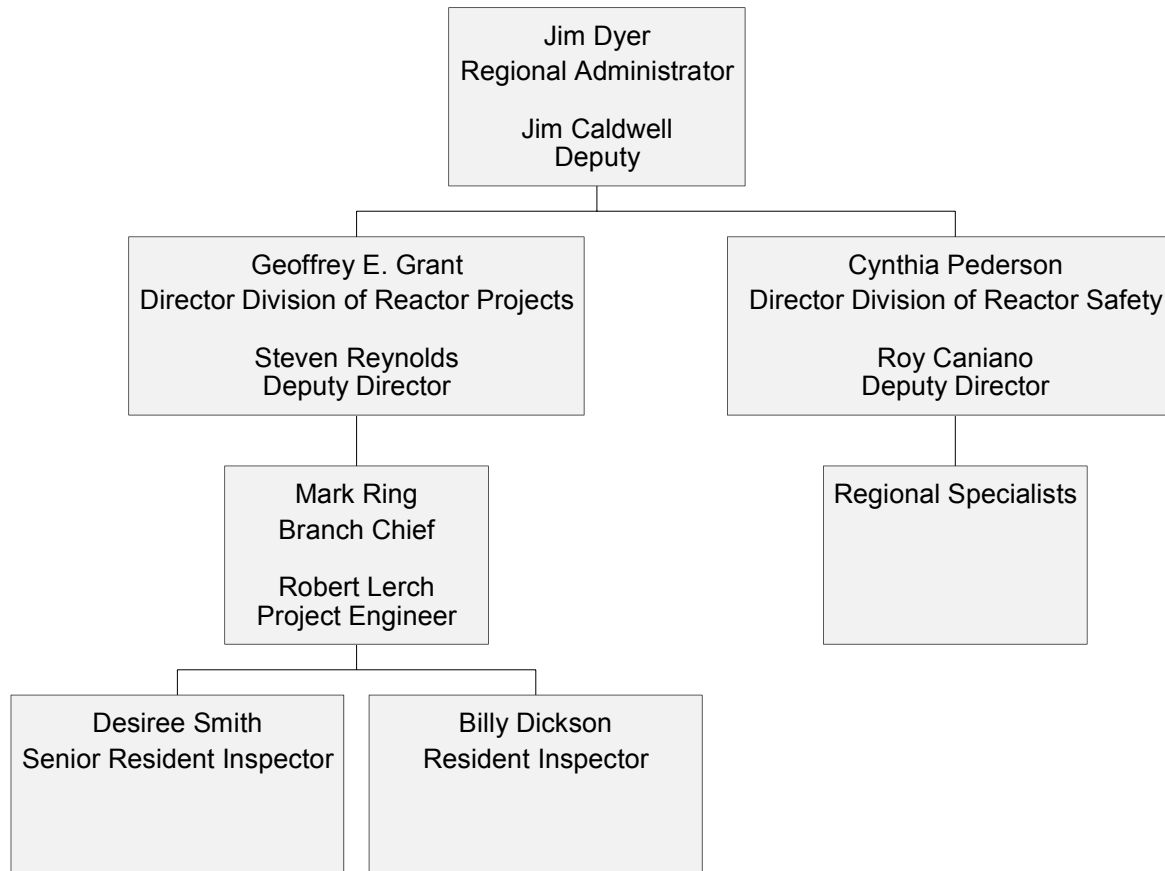 Jim Dyer
Regional Administrator
Jim Caldwell
Deputy
Geoffrey E. Grant
Director Division of Reactor Projects
Steven Reynolds
Deputy Director
Cynthia Pederson
Director Division of Reactor Safety
Roy Caniano
Deputy Director
Mark Ring
Branch Chief
Robert Lerch
Project Engineer
Regional Specialists
Desiree Smith
Senior Resident Inspector
Billy Dickson
Resident Inspector